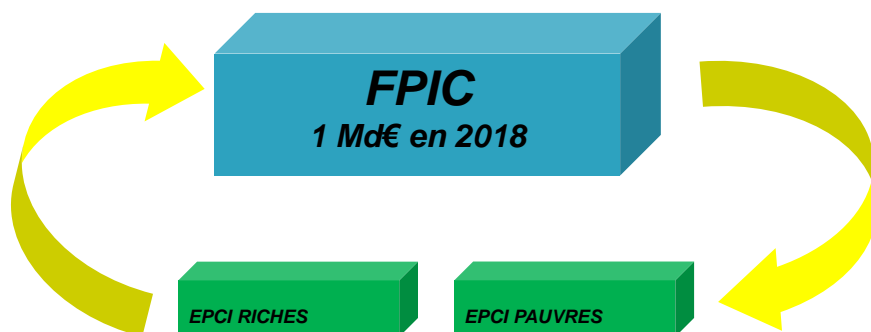 FPIC
1 Md€ en 2018
EPCI RICHES
EPCI PAUVRES